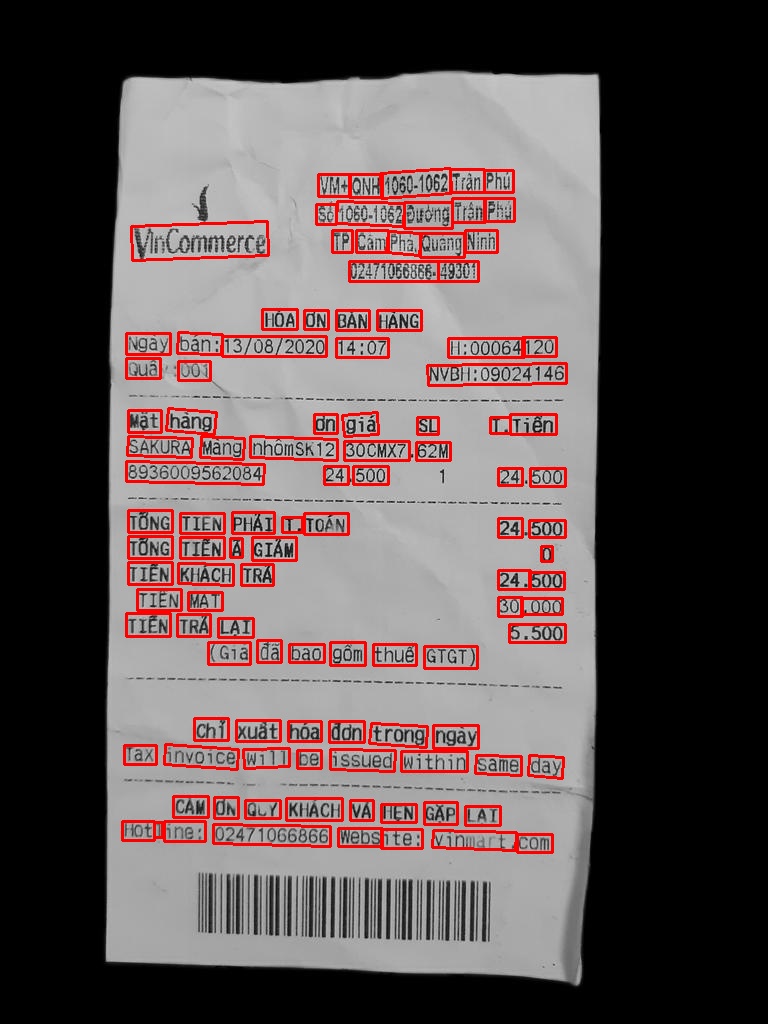 VM+ QNH 1060-1062 Trần Phú
Số 1060-1062 Đường Trần Phú
VinCommerce
TP Cẩm Phả, Quảng Ninh
02471066866-49301
HÓA ĐƠN BÁN HÀNG
Ngày bán:13/08/2020 14:07 H:00064120
Quầy :001 NVBH:09024146
Mặt hàng Đơn giá SL T.Tiền
SAKURA Màng nhômSK12 30CMX7.62M
8936009562084 24.500 1 24.500
TỔNG TIỀN PHẢI T.TOÁN 24.500
TỔNG TIỀN ĐÃ GIẢM 0
TIỀN KHÁCH TRẢ 24.500
TIỀN MẶT 30.000
TIỀN TRẢ LẠI 5.500
(Giá đã bao gồm thuế GTGT)
Chỉ xuất hóa đơn trong ngày
Tax invoice will be issued within same day
CẢM ƠN QUÝ KHÁCH VÀ HẸN GẶP LẠI
Hotline: 02471066866 Website: vinmart.com